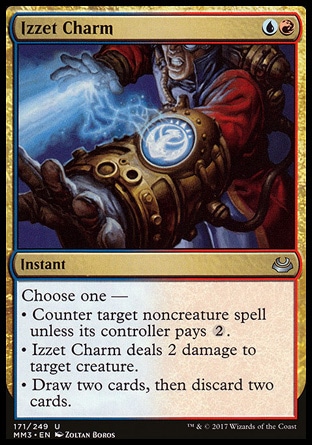 Izzet Charm
Instant
Choose one —
• Counter target noncreature spell
unless its controller pays 2.
• Izzet Charm deals 2 damage to
target creature.
• Draw two cards, then discard two
cards.
171/249 U
MM3 • EN Zoltan Boros
™ & © 2017 Wizards of the Coast